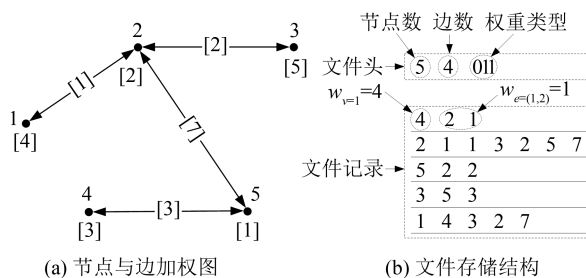 2
[2]
3
[5]
[2]
[1]
1
[4]
[7]
4
[3]
[3]
5
[1]
(a) 节点与边加权图
节点数 边数 权重类型
文件头 5 4 011
w_{v=1}=4 w_{e=(1,2)}=1
4 2 1
2 1 1 3 2 5 7
文件记录
5 2 2
3 5 3
1 4 3 2 7
(b) 文件存储结构